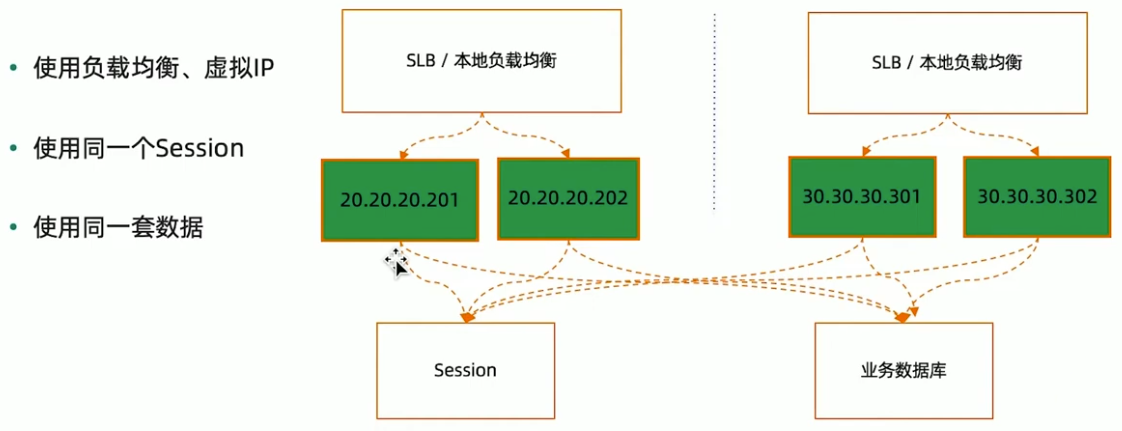 使用负载均衡、虚拟IP
使用同一个Session
使用同一套数据
SLB / 本地负载均衡
SLB / 本地负载均衡
20.20.20.201
20.20.20.202
30.30.30.301
30.30.30.302
Session
业务数据库